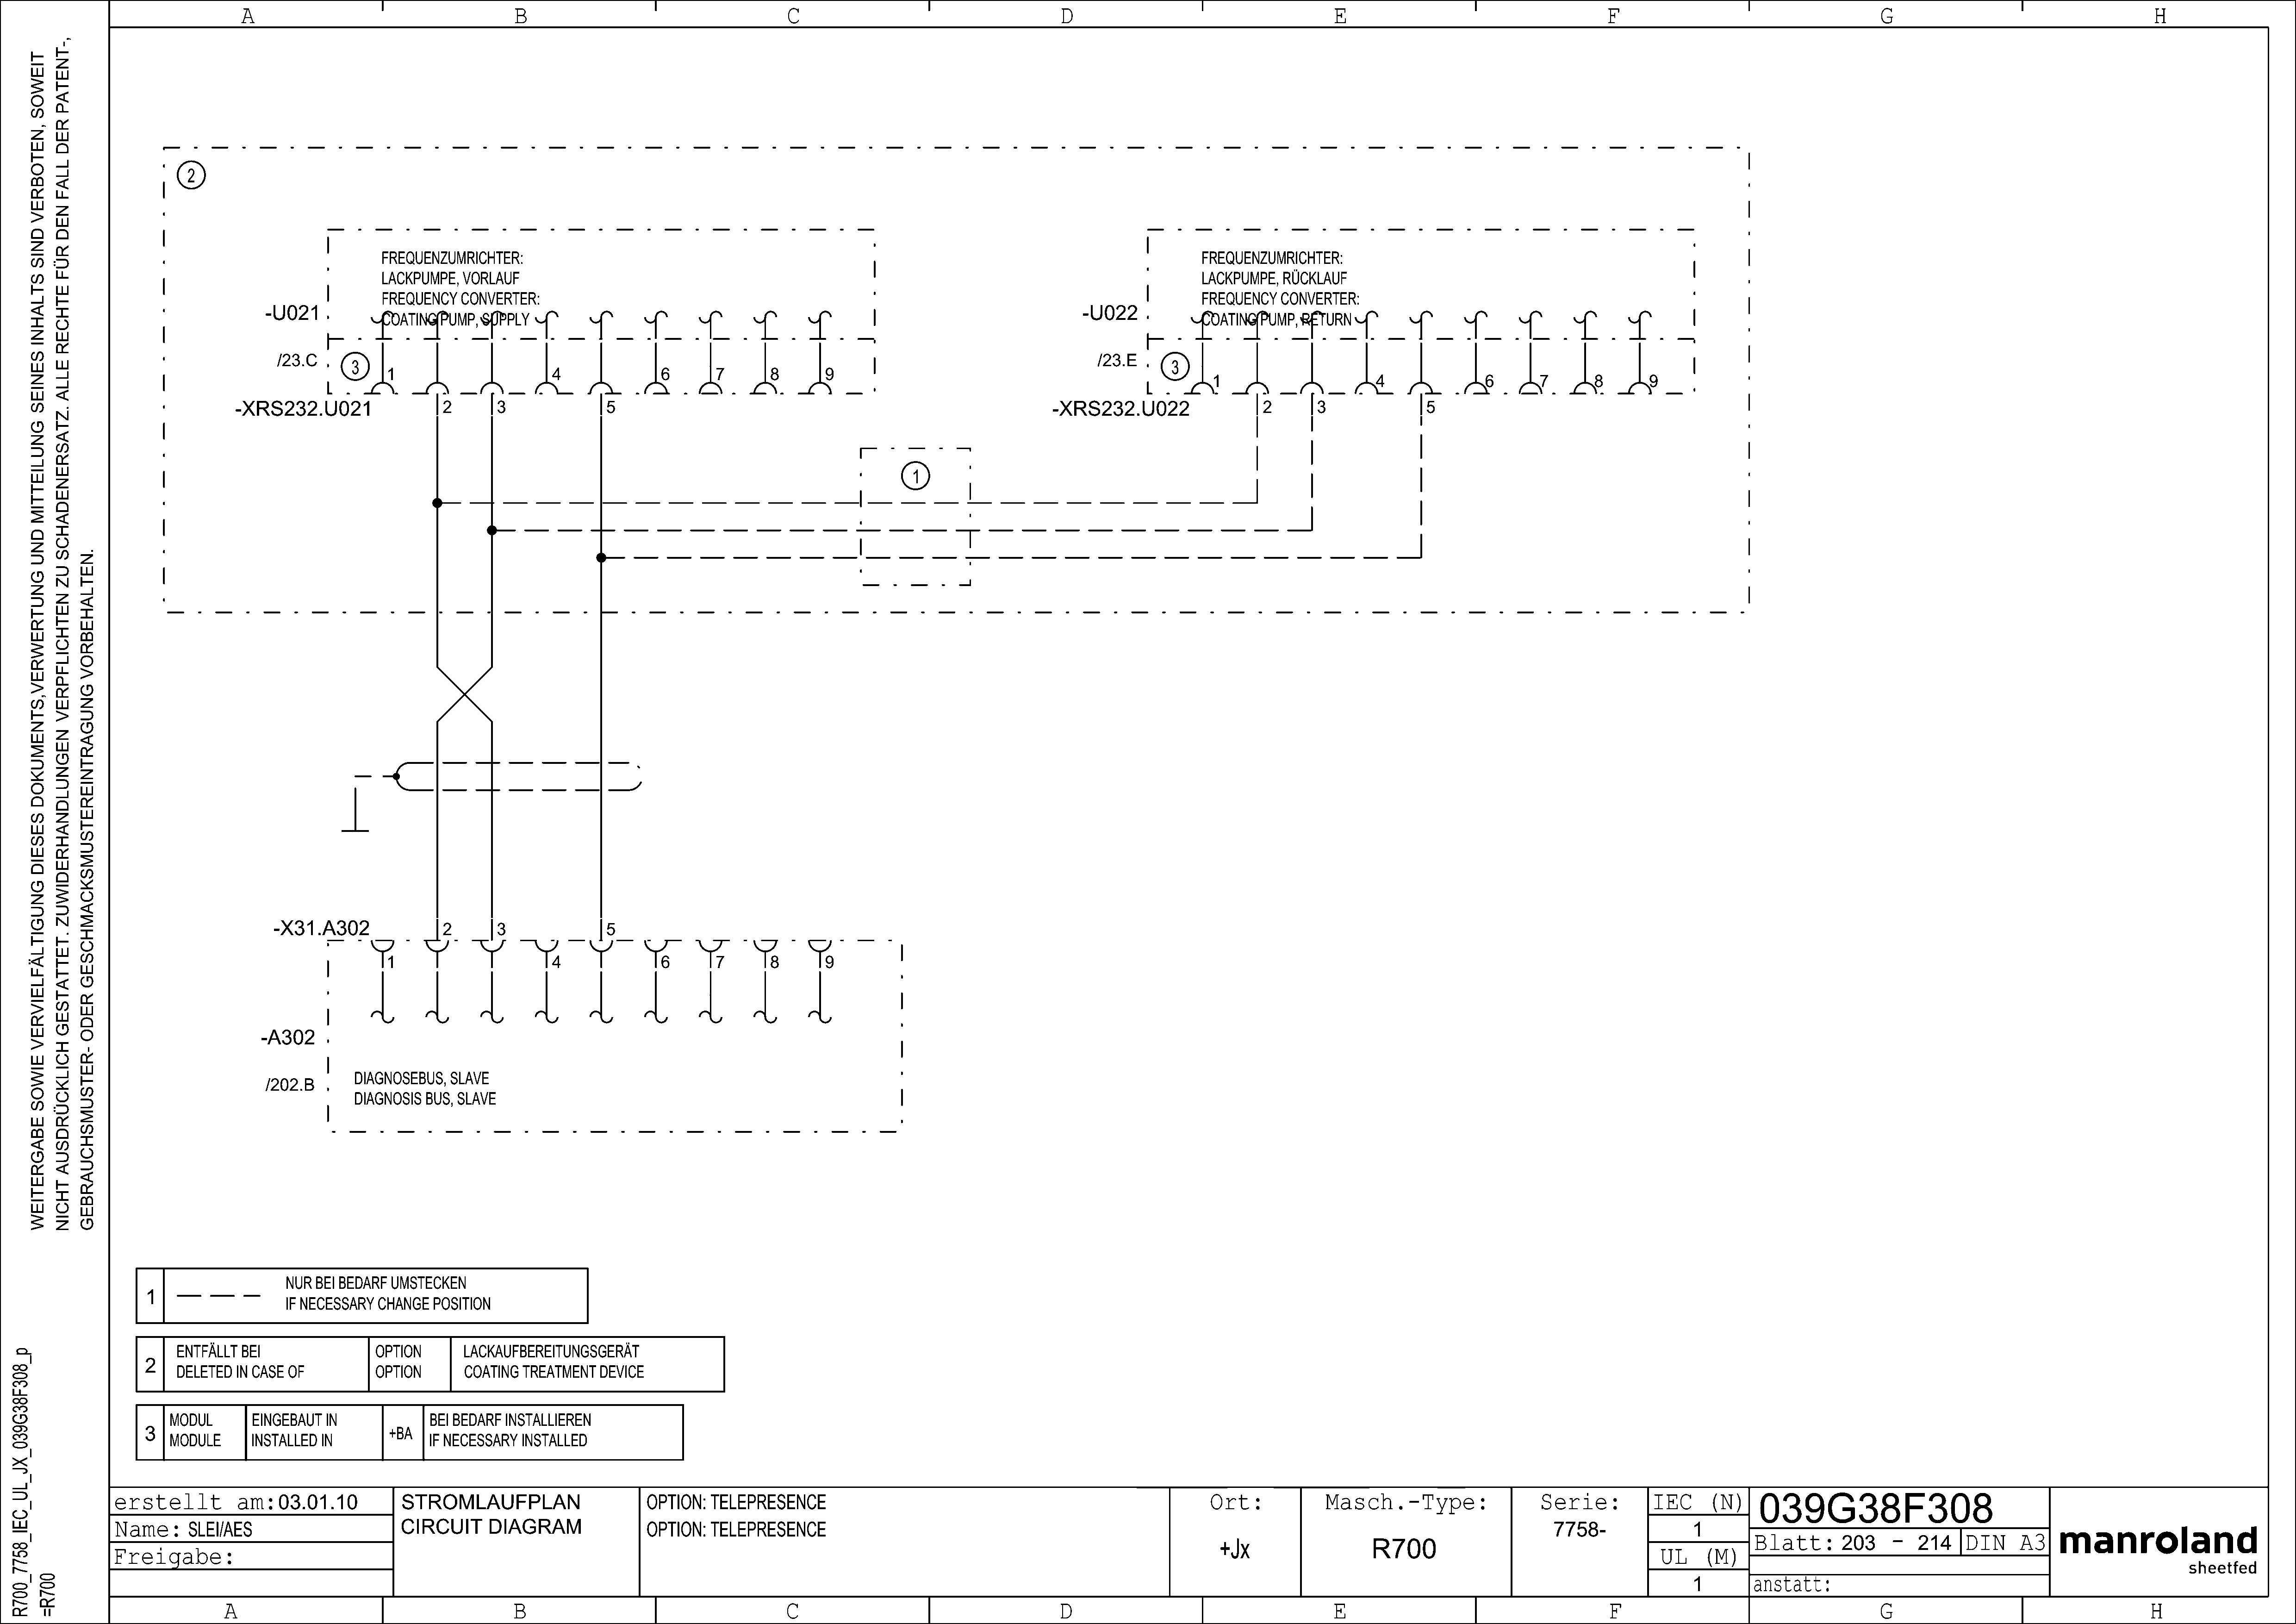 A B C D E F G H
WEITERGABE SOWIE VERVIELFÄLTIGUNG DIESES DOKUMENTS,VERWERTUNG UND MITTEILUNG SEINES INHALTS SIND VERBOTEN, SOWEIT
NICHT AUSDRÜCKLICH GESTATTET. ZUWIDERHANDLUNGEN VERPFLICHTEN ZU SCHADENERSATZ. ALLE RECHTE FÜR DEN FALL DER PATENT-,
GEBRAUCHSMUSTER- ODER GESCHMACKSMUSTEREINTRAGUNG VORBEHALTEN.
R700_7758_IEC_UL_JX_039G38F308_p
=R700
2
FREQUENZUMRICHTER:
LACKPUMPE, VORLAUF
FREQUENCY CONVERTER:
COATING PUMP, SUPPLY
-U021
/23.C
3
1 4 6 7 8 9
-XRS232.U021
2 3 5
FREQUENZUMRICHTER:
LACKPUMPE, RÜCKLAUF
FREQUENCY CONVERTER:
COATING PUMP, RETURN
-U022
/23.E
3
1 4 6 7 8 9
-XRS232.U022
2 3 5
1
-X31.A302
2 3 5
1 4 6 7 8 9
-A302
/202.B
DIAGNOSEBUS, SLAVE
DIAGNOSIS BUS, SLAVE
1
NUR BEI BEDARF UMSTECKEN
IF NECESSARY CHANGE POSITION
2
ENTFÄLLT BEI OPTION LACKAUFBEREITUNGSGERÄT
DELETED IN CASE OF OPTION COATING TREATMENT DEVICE
3
MODUL EINGEBAUT IN +BA BEI BEDARF INSTALLIEREN
MODULE INSTALLED IN IF NECESSARY INSTALLED
erstellt am: 03.01.10
Name: SLEI/AES
Freigabe:
STROMLAUFPLAN
CIRCUIT DIAGRAM
OPTION: TELEPRESENCE
OPTION: TELEPRESENCE
Ort:
+Jx
Masch.-Type:
R700
Serie:
7758-
IEC (N)
1
UL (M)
1
039G38F308
Blatt: 203 - 214 DIN A3
anstatt:
manroland
sheetfed
A B C D E F G H